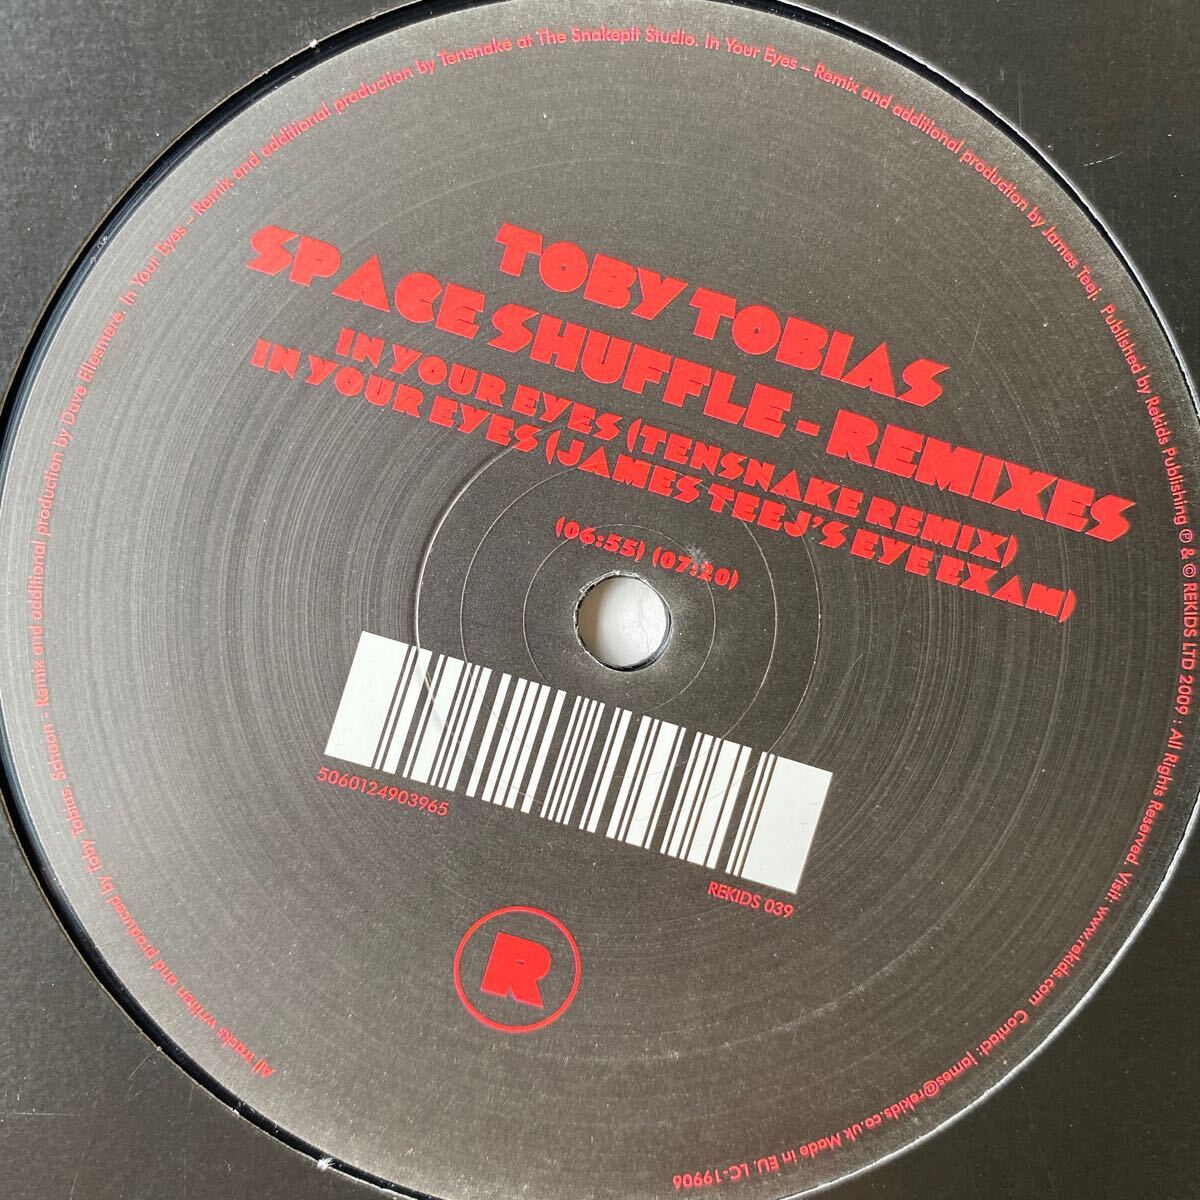 TOBY TOBIAS
SPACE SHUFFLE - REMIXES
IN YOUR EYES (TENSNAKE REMIX)
IN YOUR EYES (JAMES TEEJ'S EYE EXAM)
(06:55) (07:20)
5060124903965
REKIDS 039
R
All tracks written and produced by Toby Tobias. Schoon - Remix and additional production by Dave Ellesmere. In Your Eyes – Remix and additional production by Tensnake at The Snakepit Studio. In Your Eyes – Remix and additional production by James Teej. Published by Rekids Publishing ℗ & © REKIDS LTD 2009 : All Rights Reserved. Visit: www.rekids.com Contact: james@rekids.co.uk Made in EU. LC-19906